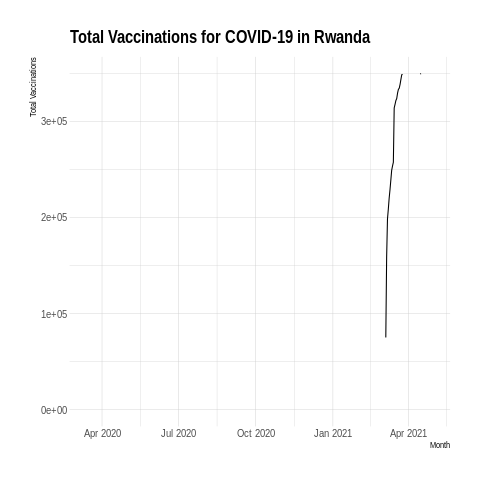 Total Vaccinations for COVID-19 in Rwanda
Total Vaccinations
3e+05
2e+05
1e+05
0e+00
Apr 2020 Jul 2020 Oct 2020 Jan 2021 Apr 2021
Month